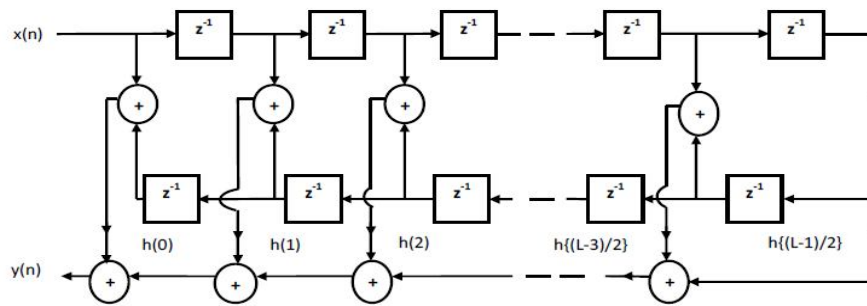 x(n) z⁻¹ z⁻¹ z⁻¹ z⁻¹ z⁻¹
+ + + +
z⁻¹ z⁻¹ z⁻¹ z⁻¹ z⁻¹
h(0) h(1) h(2) h{(L-3)/2} h{(L-1)/2}
y(n) + + + +